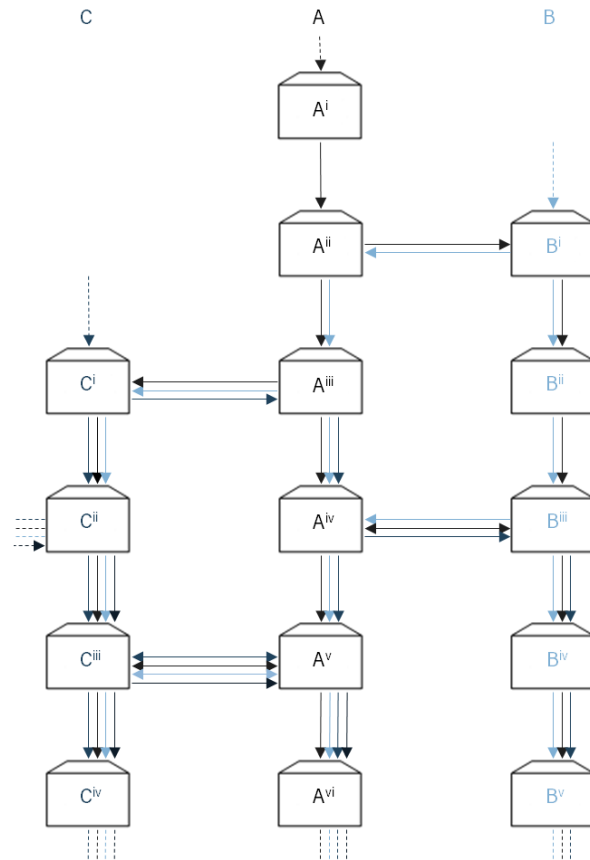 C A B
Aⁱ
Aⁱⁱ Bⁱ
Cⁱ Aⁱⁱⁱ Bⁱⁱ
Cⁱⁱ Aⁱᵛ Bⁱⁱⁱ
Cⁱⁱⁱ Aᵛ Bⁱᵛ
Cⁱᵛ Aᵛⁱ Bᵛ